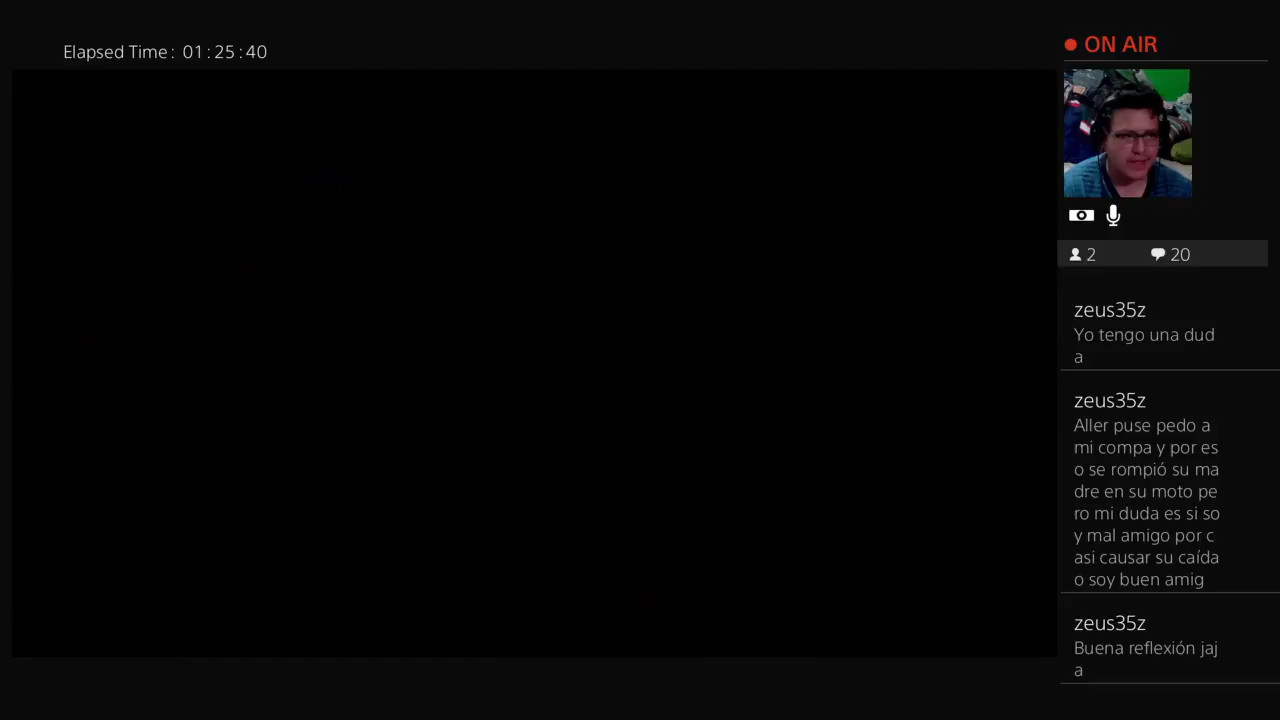 Elapsed Time: 01:25:40
ON AIR
2
20
zeus35z
Yo tengo una dud
a
zeus35z
Aller puse pedo a
mi compa y por es
o se rompió su ma
dre en su moto pe
ro mi duda es si so
y mal amigo por c
asi causar su caída
o soy buen amig
zeus35z
Buena reflexión jaj
a